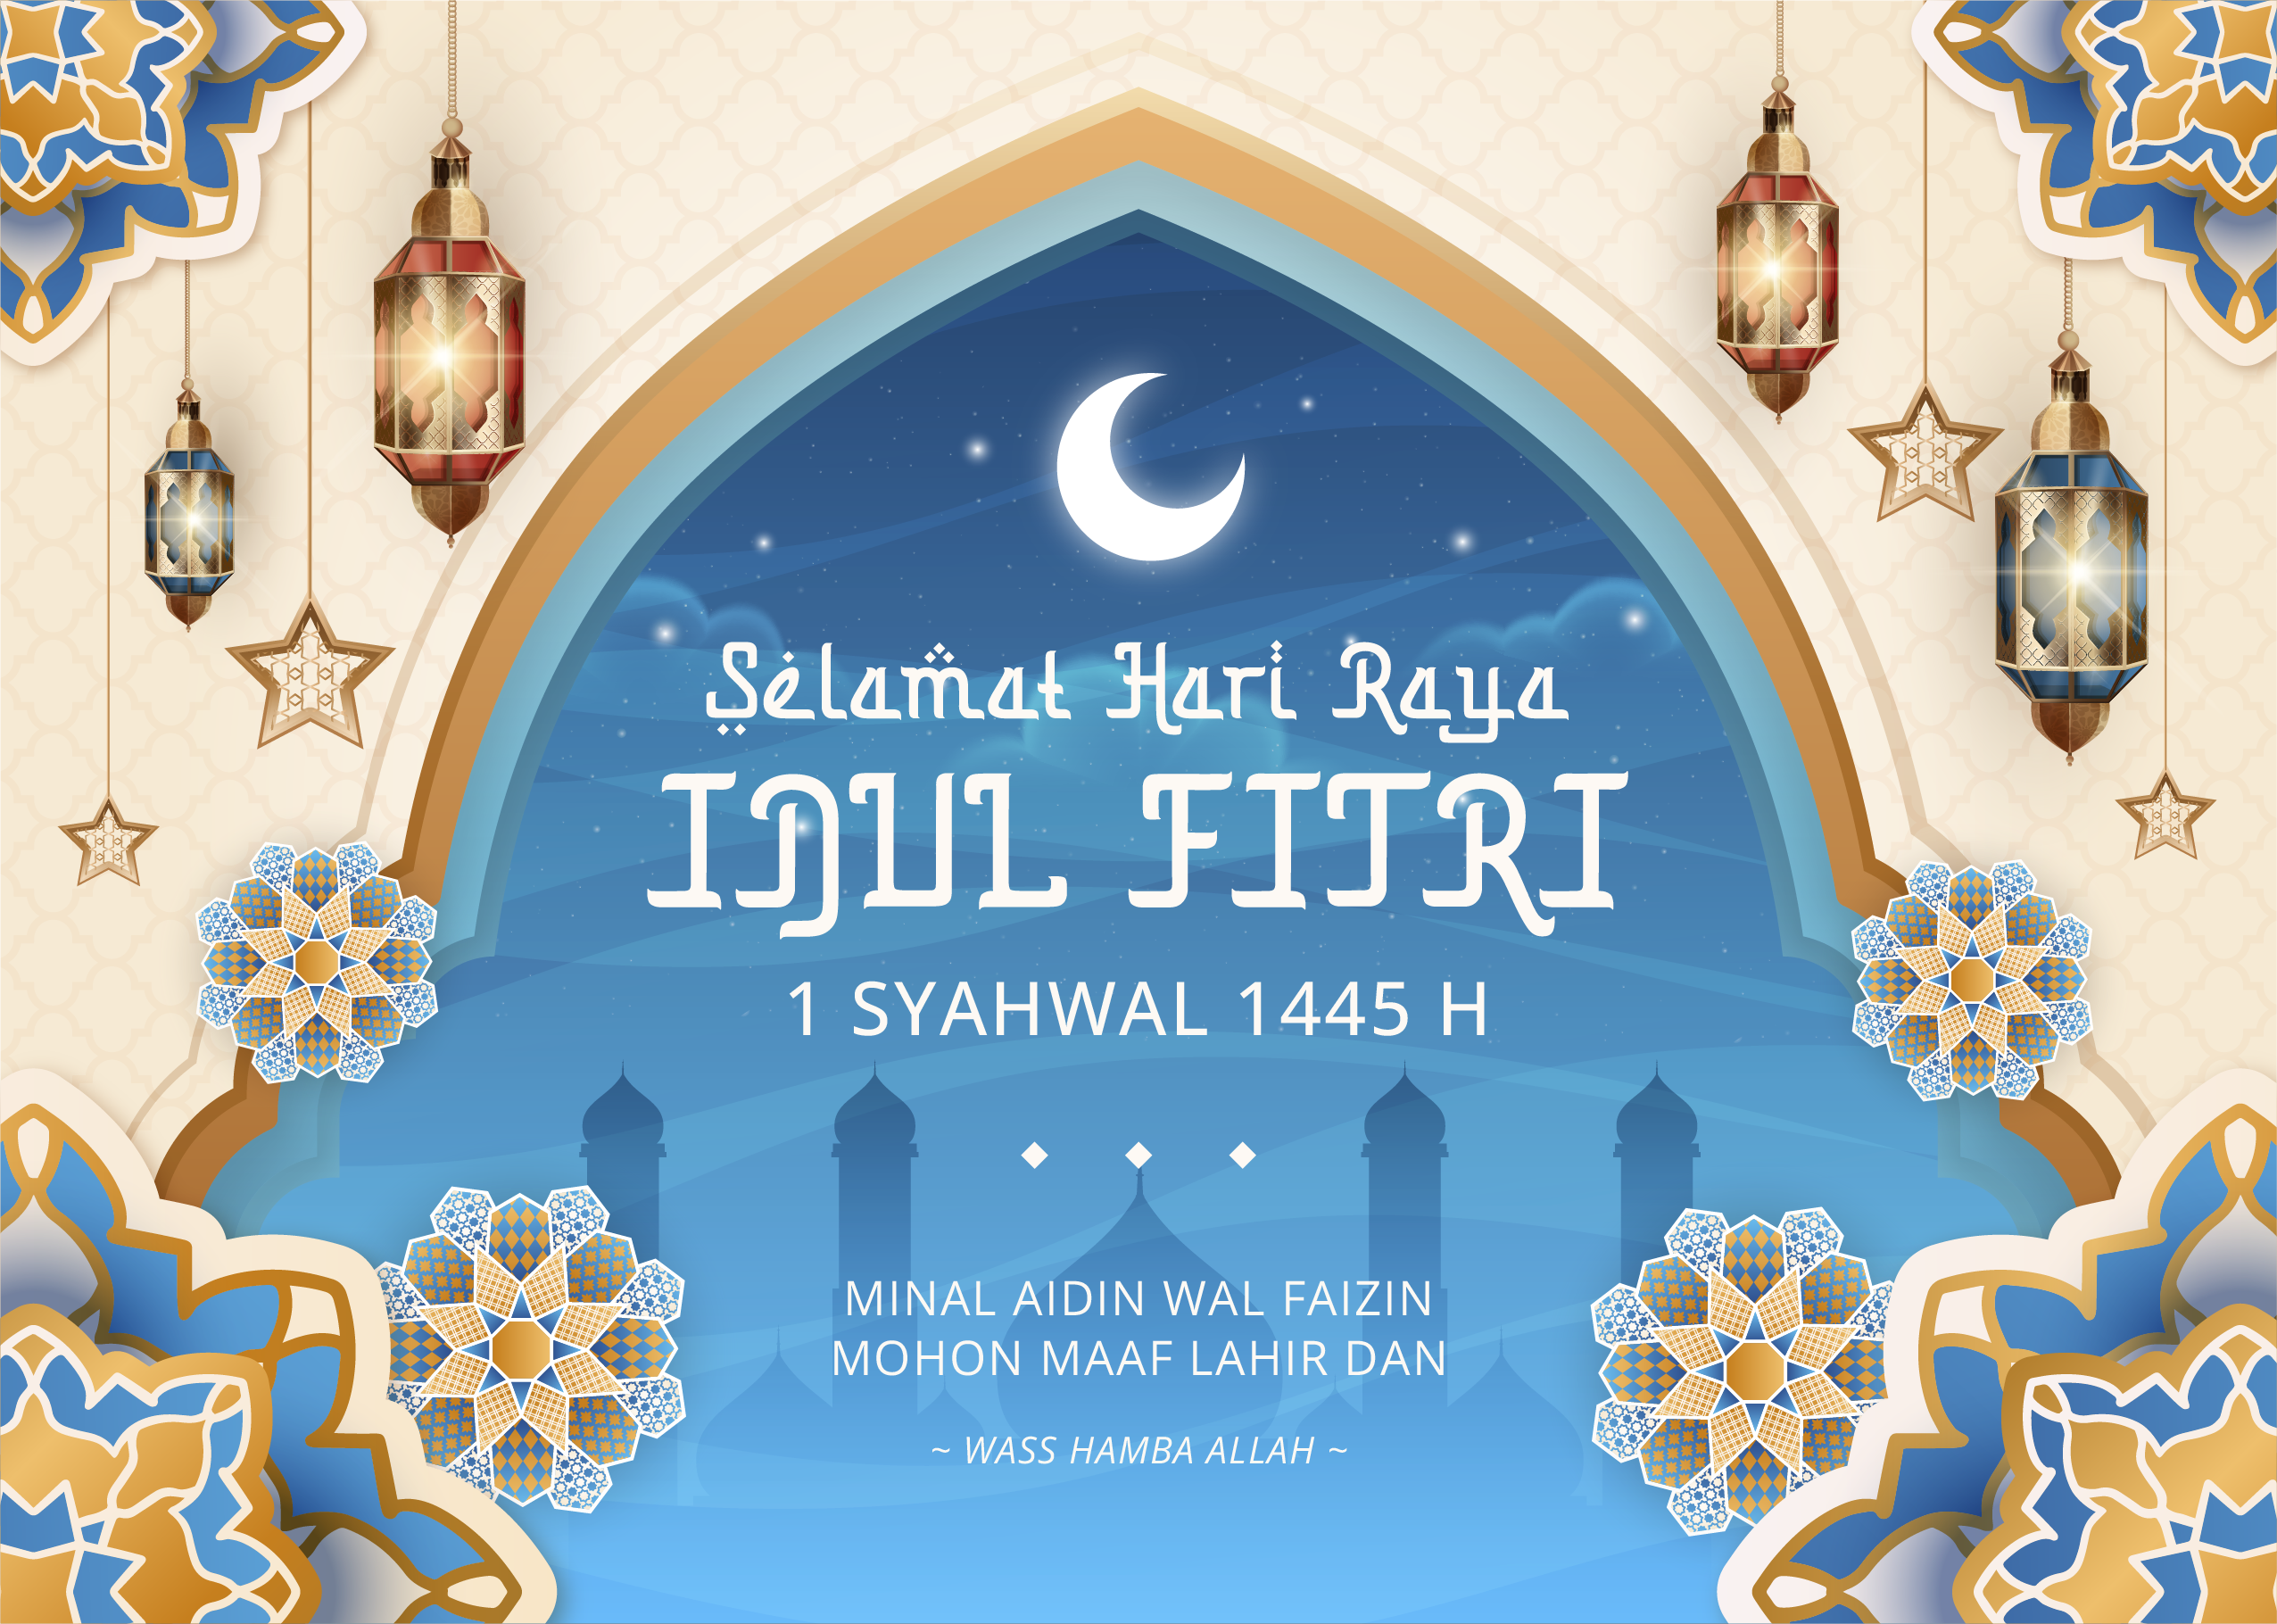 Selamat Hari Raya
IDUL FITRI
1 SYAHWAL 1445 H
MINAL AIDIN WAL FAIZIN
MOHON MAAF LAHIR DAN
~ WASS HAMBA ALLAH ~